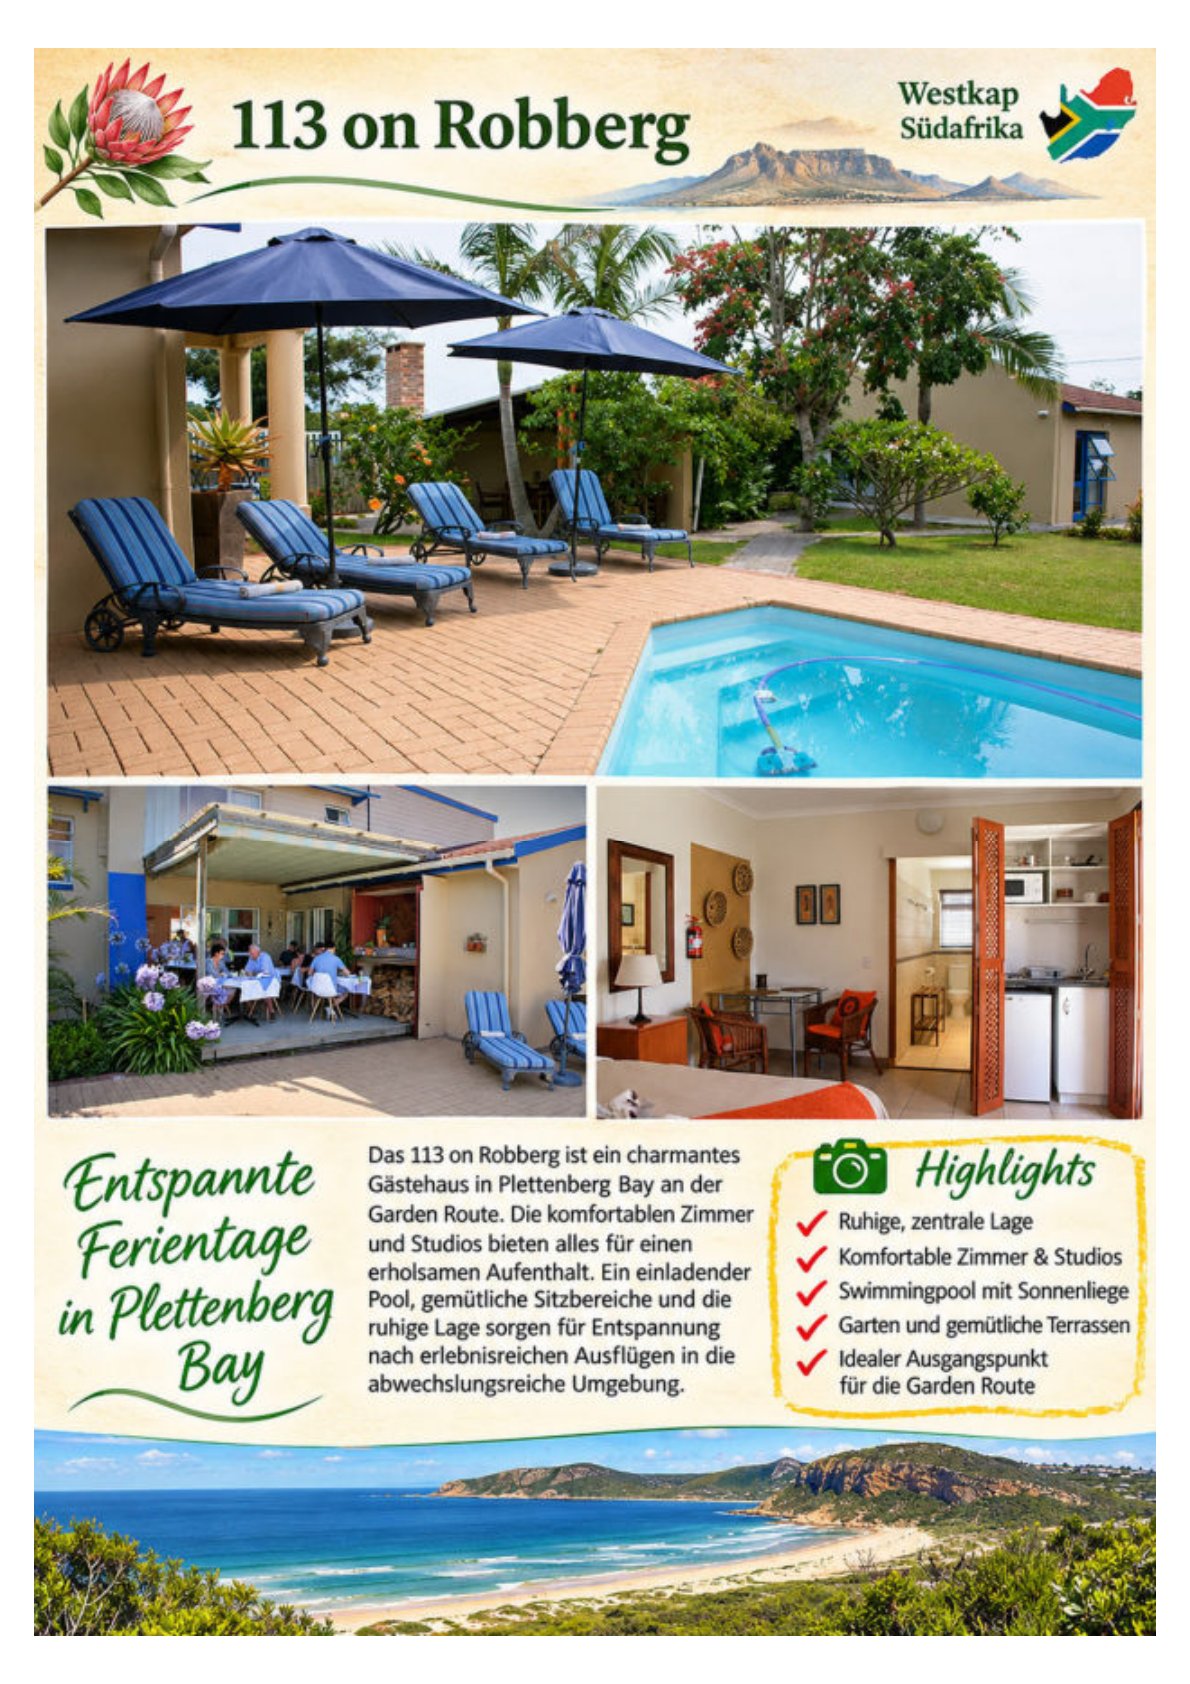 113 on Robberg
Westkap
Südafrika
Entspannte
Ferientage
in Plettenberg
Bay
Das 113 on Robberg ist ein charmantes
Gästehaus in Plettenberg Bay an der
Garden Route. Die komfortablen Zimmer
und Studios bieten alles für einen
erholsamen Aufenthalt. Ein einladender
Pool, gemütliche Sitzbereiche und die
ruhige Lage sorgen für Entspannung
nach erlebnisreichen Ausflügen in die
abwechslungsreiche Umgebung.
Highlights
Ruhige, zentrale Lage
Komfortable Zimmer & Studios
Swimmingpool mit Sonnenliege
Garten und gemütliche Terrassen
Idealer Ausgangspunkt
für die Garden Route